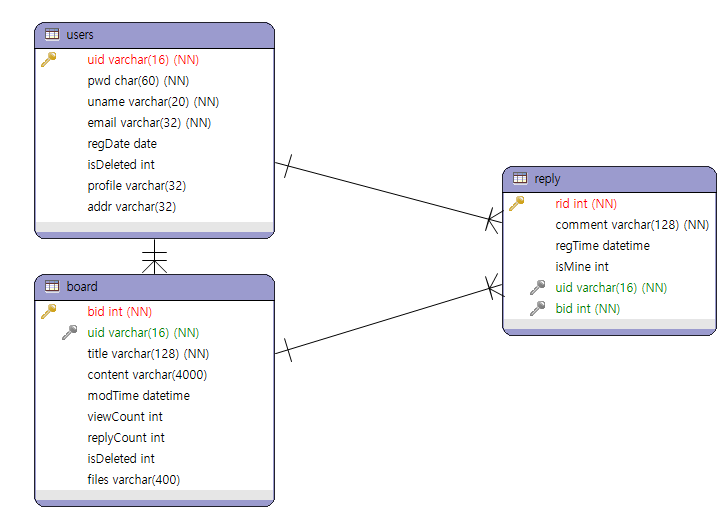 users
uid varchar(16) (NN)
pwd char(60) (NN)
uname varchar(20) (NN)
email varchar(32) (NN)
regDate date
isDeleted int
profile varchar(32)
addr varchar(32)
board
bid int (NN)
uid varchar(16) (NN)
title varchar(128) (NN)
content varchar(4000)
modTime datetime
viewCount int
replyCount int
isDeleted int
files varchar(400)
reply
rid int (NN)
comment varchar(128) (NN)
regTime datetime
isMine int
uid varchar(16) (NN)
bid int (NN)